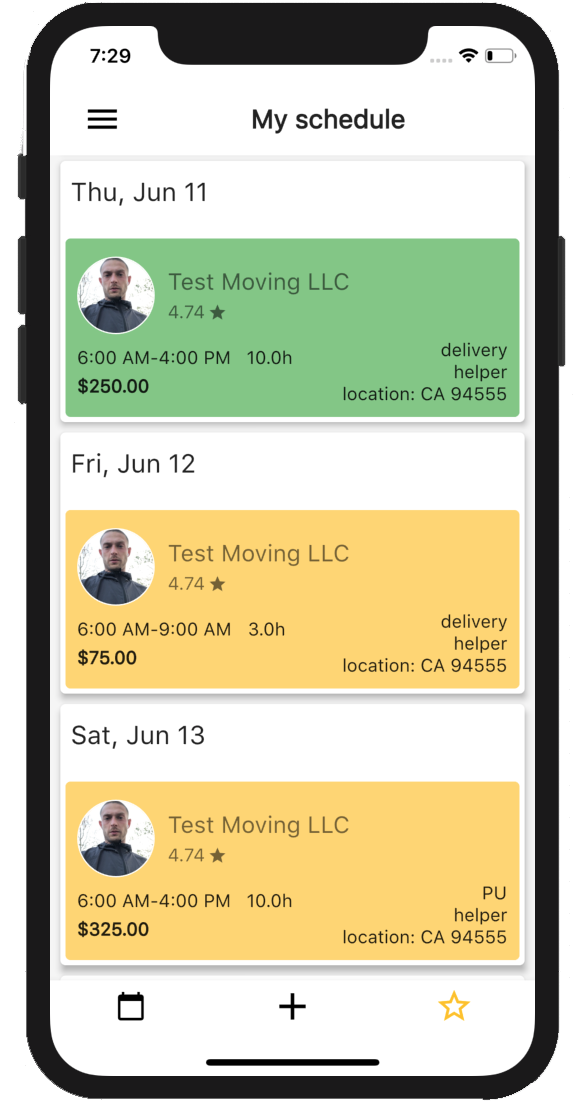 7:29
My schedule
Thu, Jun 11
Test Moving LLC
4.74
6:00 AM-4:00 PM 10.0h
$250.00
delivery
helper
location: CA 94555
Fri, Jun 12
Test Moving LLC
4.74
6:00 AM-9:00 AM 3.0h
$75.00
delivery
helper
location: CA 94555
Sat, Jun 13
Test Moving LLC
4.74
6:00 AM-4:00 PM 10.0h
$325.00
PU
helper
location: CA 94555